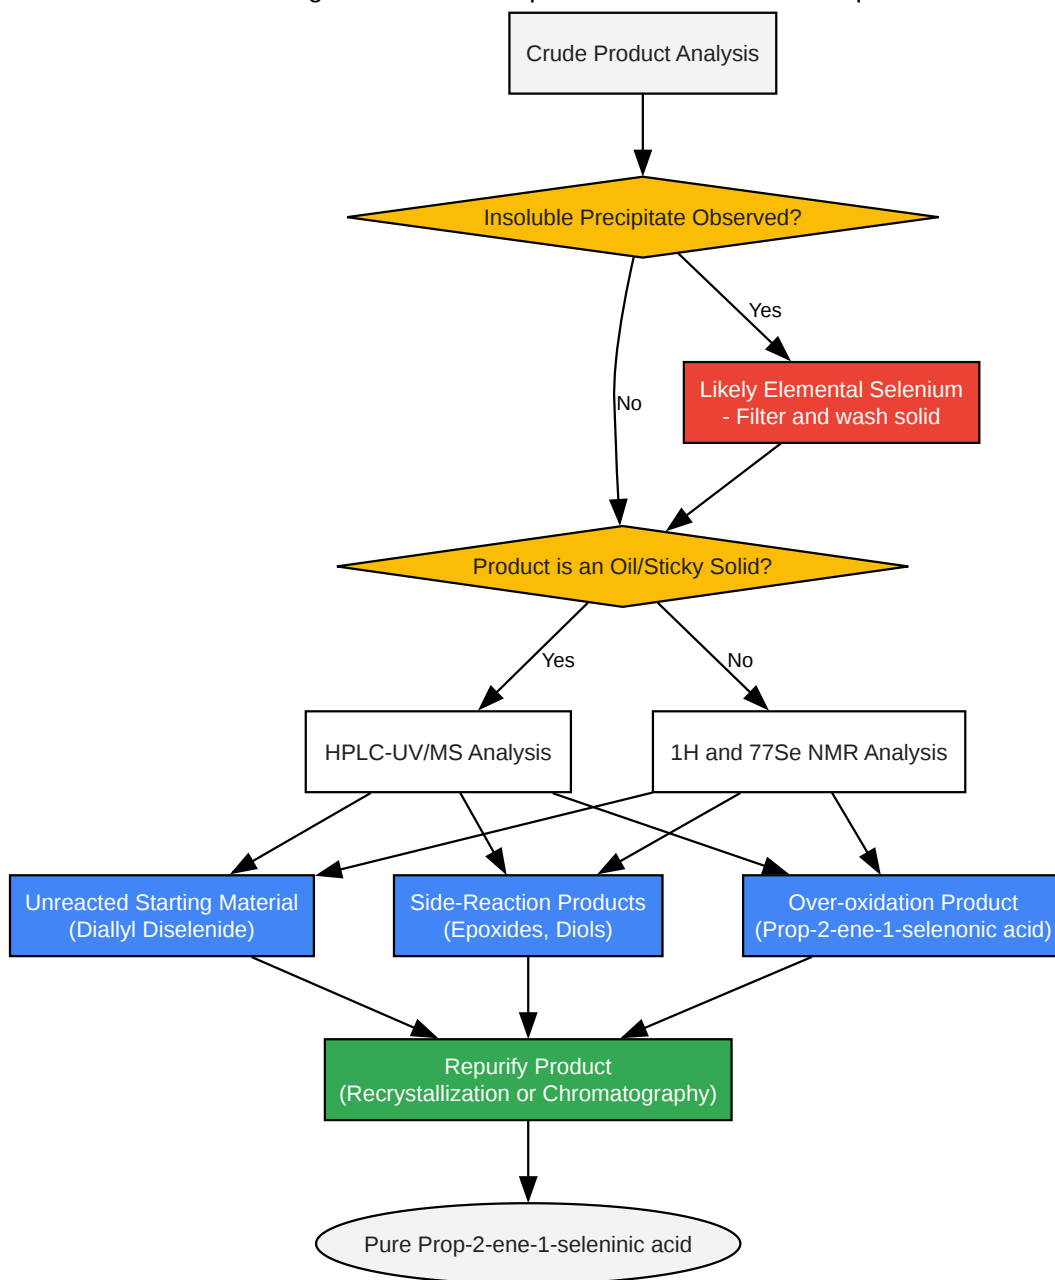 Crude Product Analysis
Insoluble Precipitate Observed?
Yes
Likely Elemental Selenium
- Filter and wash solid
No
Product is an Oil/Sticky Solid?
Yes
No
HPLC-UV/MS Analysis
1H and 77Se NMR Analysis
Unreacted Starting Material
(Diallyl Diselenide)
Side-Reaction Products
(Epoxides, Diols)
Over-oxidation Product
(Prop-2-ene-1-selenonic acid)
Repurify Product
(Recrystallization or Chromatography)
Pure Prop-2-ene-1-seleninic acid